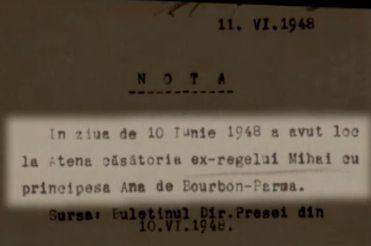 11. VI.1948
N O T A
In ziua de 10 Iunie 1948 a avut loc
la Atena căsătoria ex-regelui Mihai cu
principesa Ana de Bourbon-Parma.
Sursa: Buletinul Dir.Presei din
10.VI.1948.